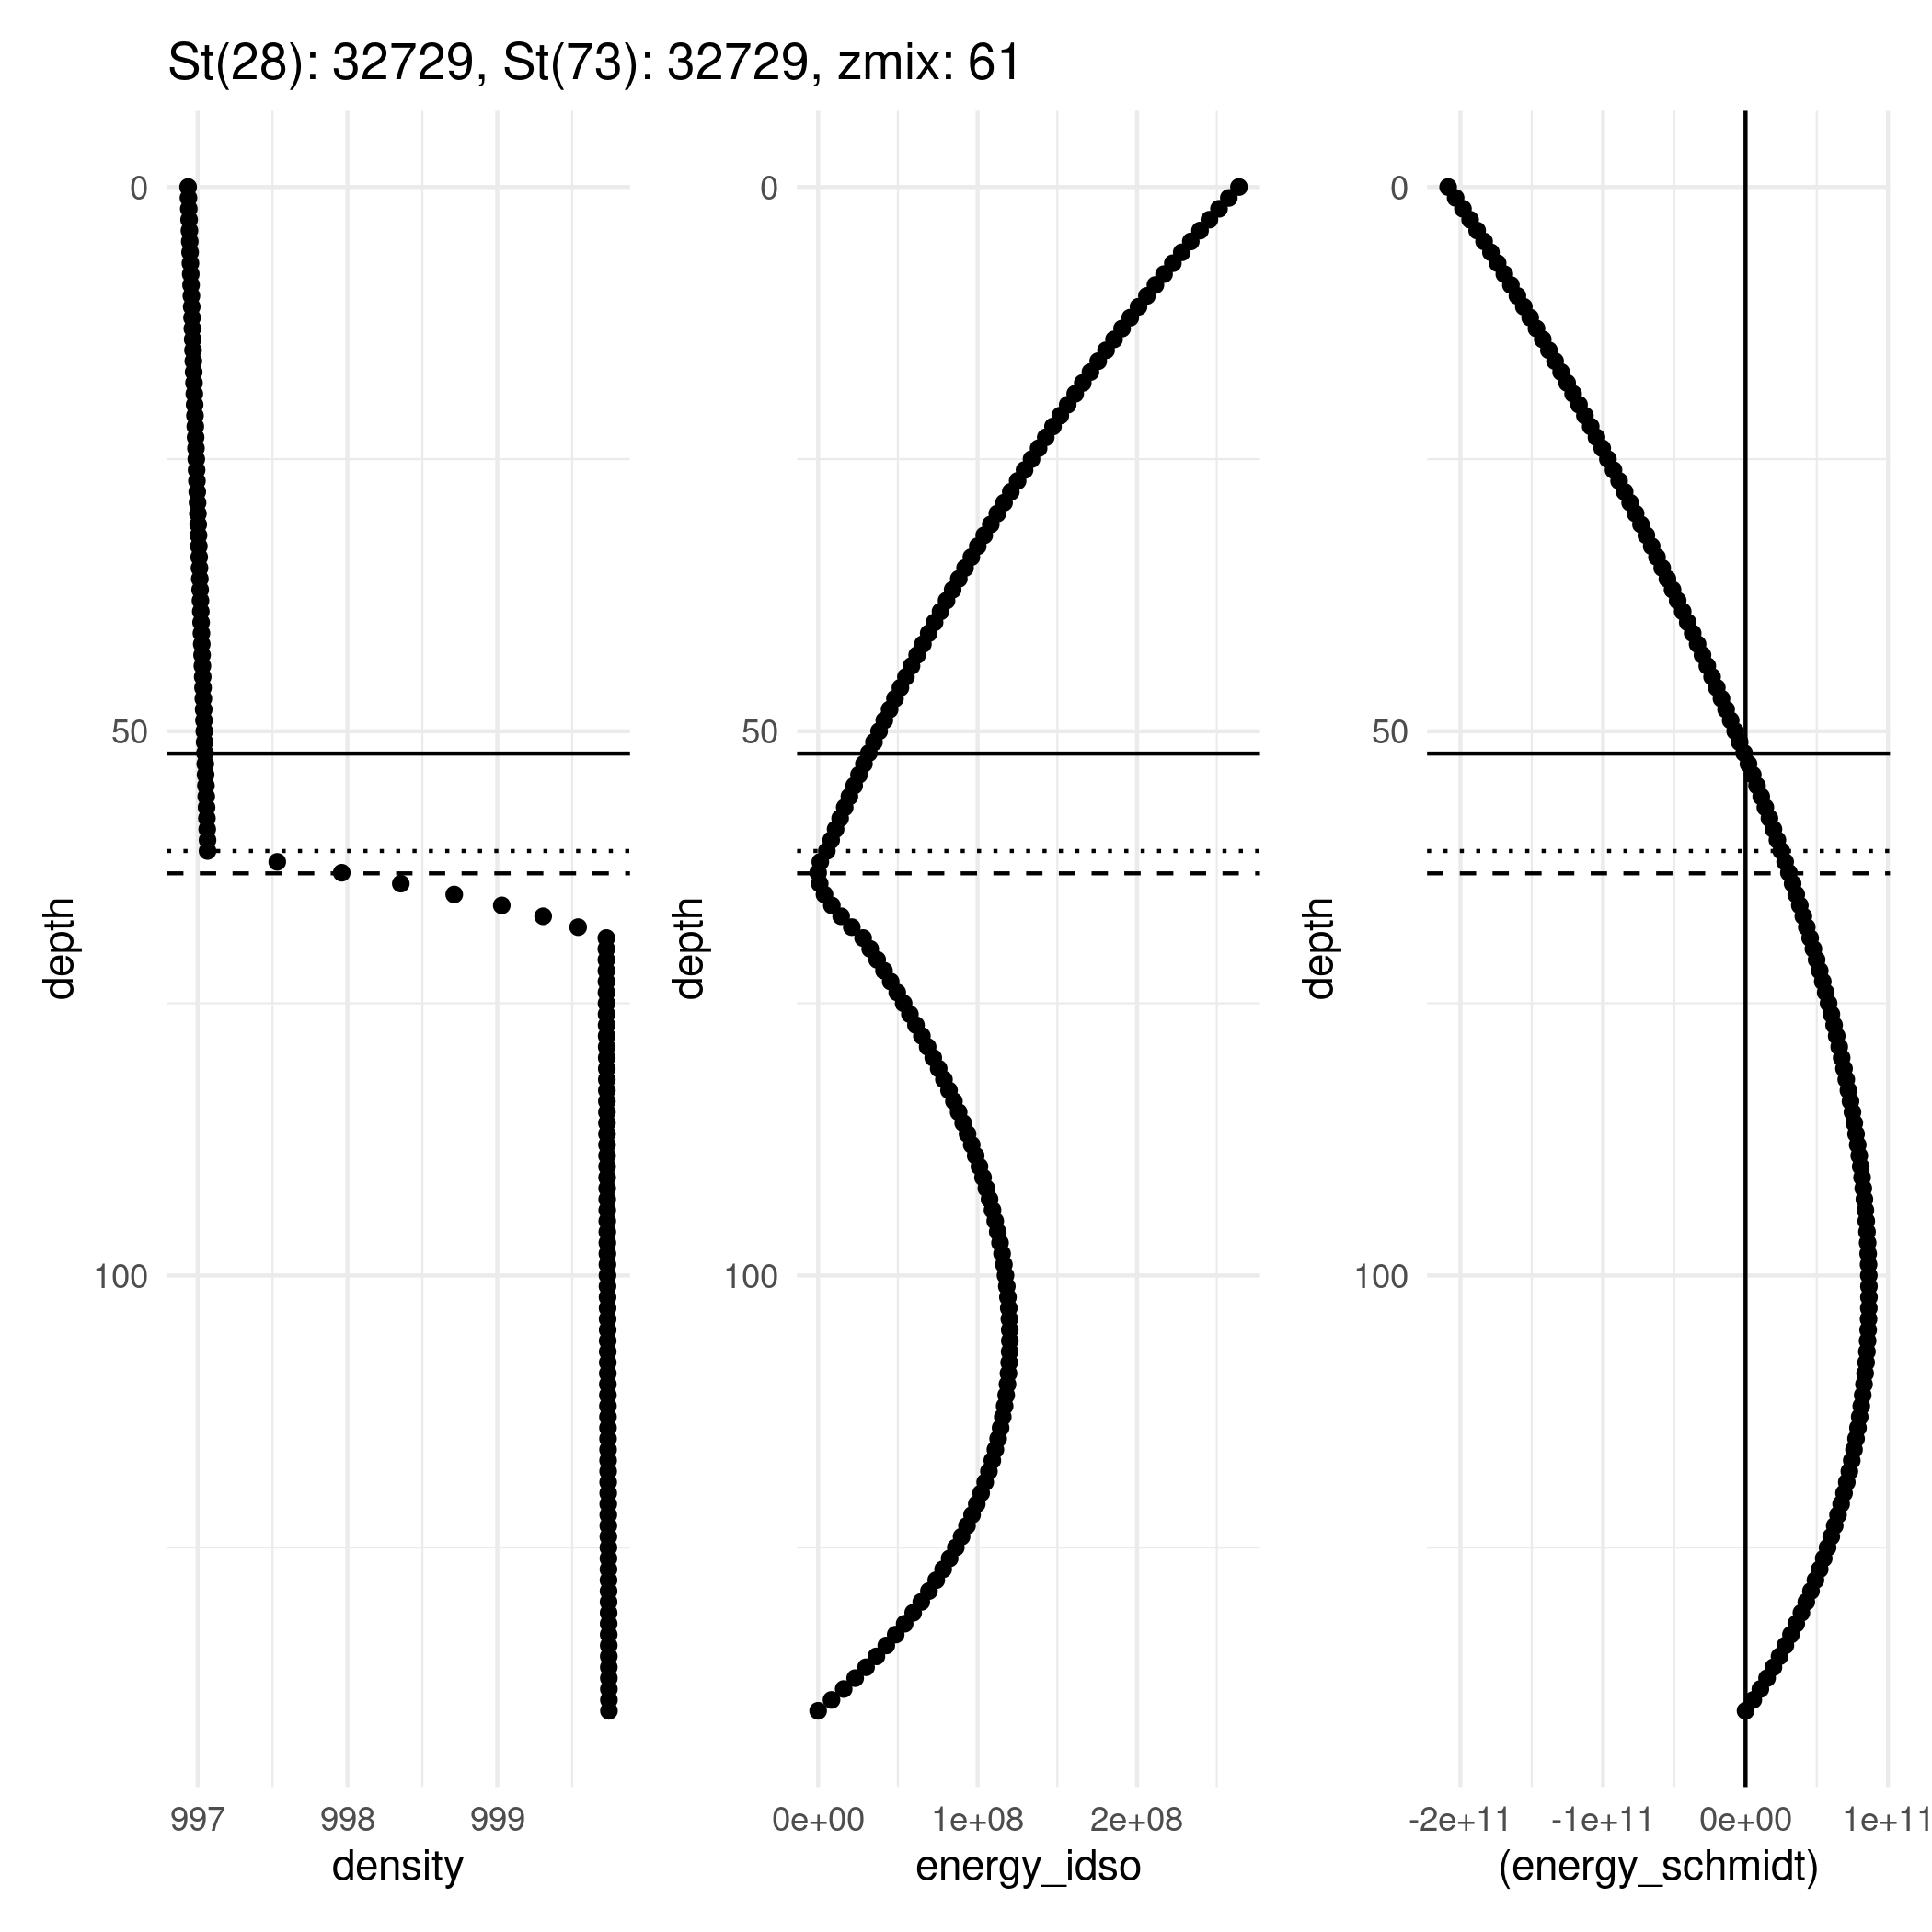 St(28): 32729, St(73): 32729, zmix: 61
0
50
100
depth
997 998 999
density
0
50
100
depth
0e+00 1e+08 2e+08
energy_idso
0
50
100
depth
-2e+11 -1e+11 0e+00 1e+11
(energy_schmidt)